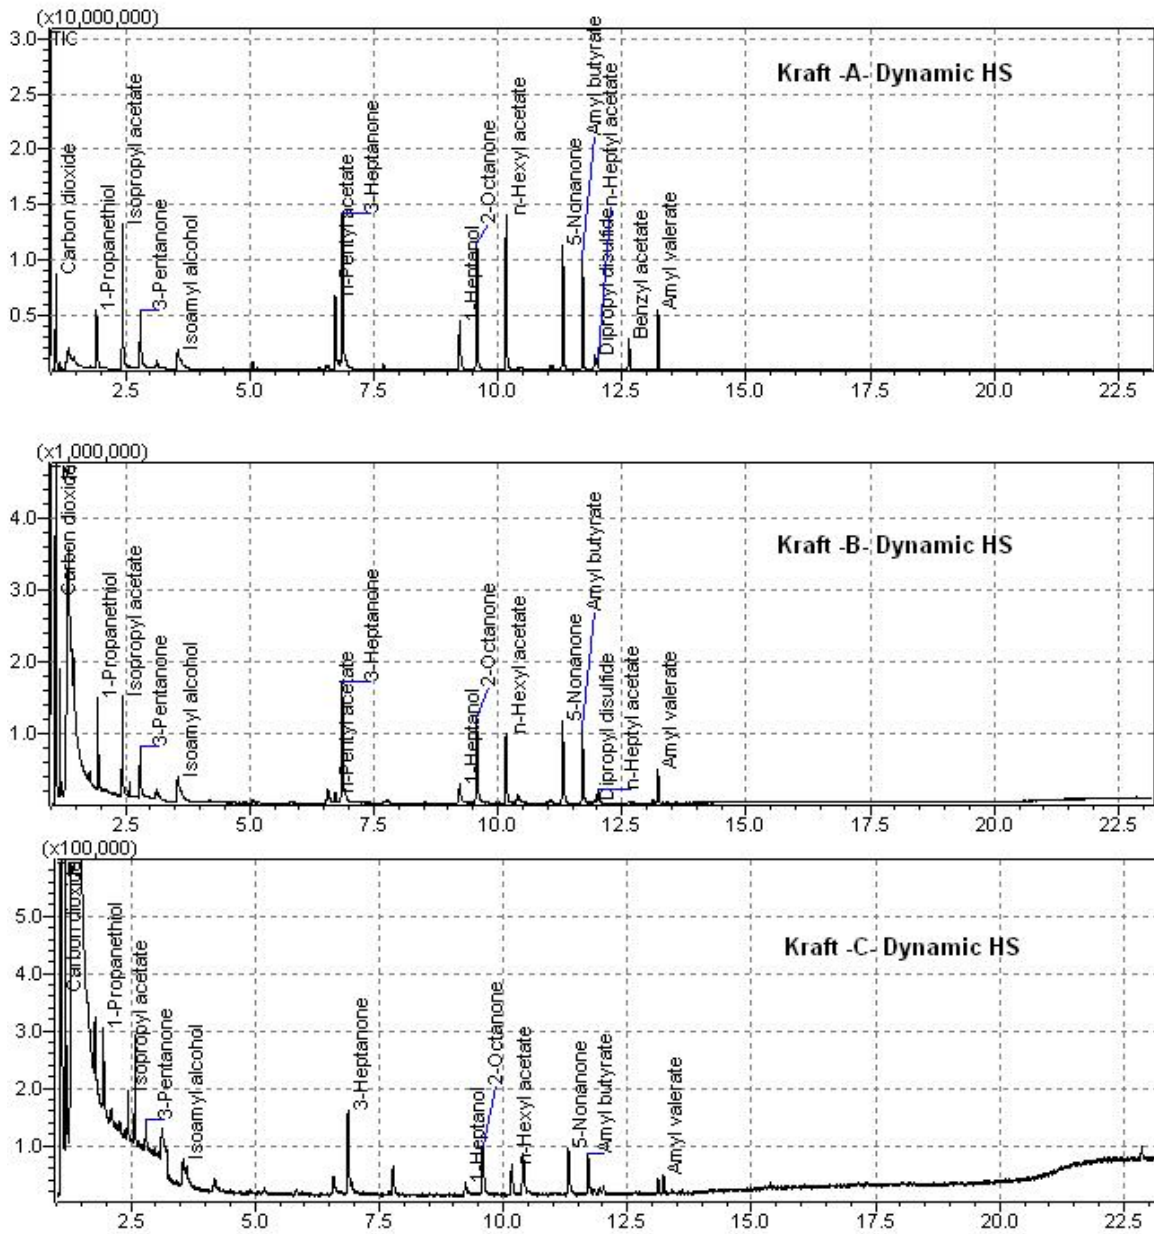 (x10,000,000)
3.0 TIC
Kraft -A- Dynamic HS
2.5
2.0
1.5
1.0
0.5
Carbon dioxide
1-Propanethiol
Isopropyl acetate
3-Pentanone
Isoamyl alcohol
n-Pentyl acetate
3-Heptanone
1-Heptanol
2-Octanone
n-Hexyl acetate
5-Nonanone
Amyl butyrate
Dipropyl disulfide
n-Heptyl acetate
Benzyl acetate
Amyl valerate
2.5 5.0 7.5 10.0 12.5 15.0 17.5 20.0 22.5
(x1,000,000)
Kraft -B- Dynamic HS
4.0
3.0
2.0
1.0
Carbon dioxide
1-Propanethiol
Isopropyl acetate
3-Pentanone
Isoamyl alcohol
n-Pentyl acetate
3-Heptanone
1-Heptanol
2-Octanone
n-Hexyl acetate
5-Nonanone
Amyl butyrate
Dipropyl disulfide
n-Heptyl acetate
Amyl valerate
2.5 5.0 7.5 10.0 12.5 15.0 17.5 20.0 22.5
(x100,000)
Kraft -C- Dynamic HS
5.0
4.0
3.0
2.0
1.0
Carbon dioxide
1-Propanethiol
Isopropyl acetate
3-Pentanone
Isoamyl alcohol
3-Heptanone
1-Heptanol
2-Octanone
n-Hexyl acetate
5-Nonanone
Amyl butyrate
Amyl valerate
2.5 5.0 7.5 10.0 12.5 15.0 17.5 20.0 22.5